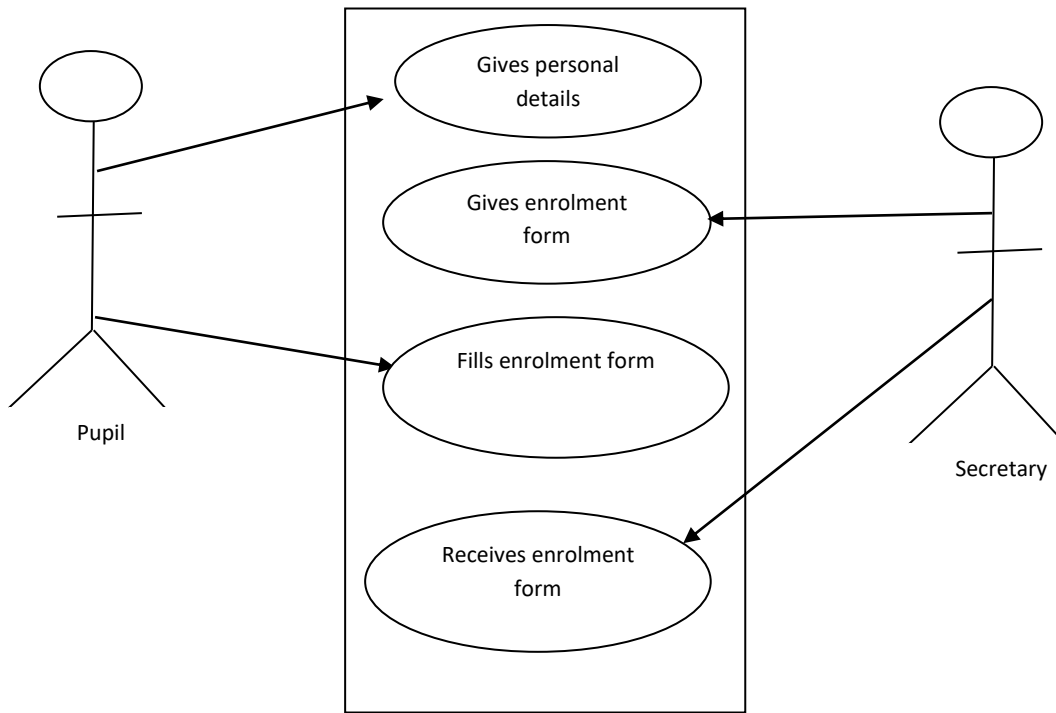 Gives personal
details
Gives enrolment
form
Fills enrolment form
Pupil
Secretary
Receives enrolment
form